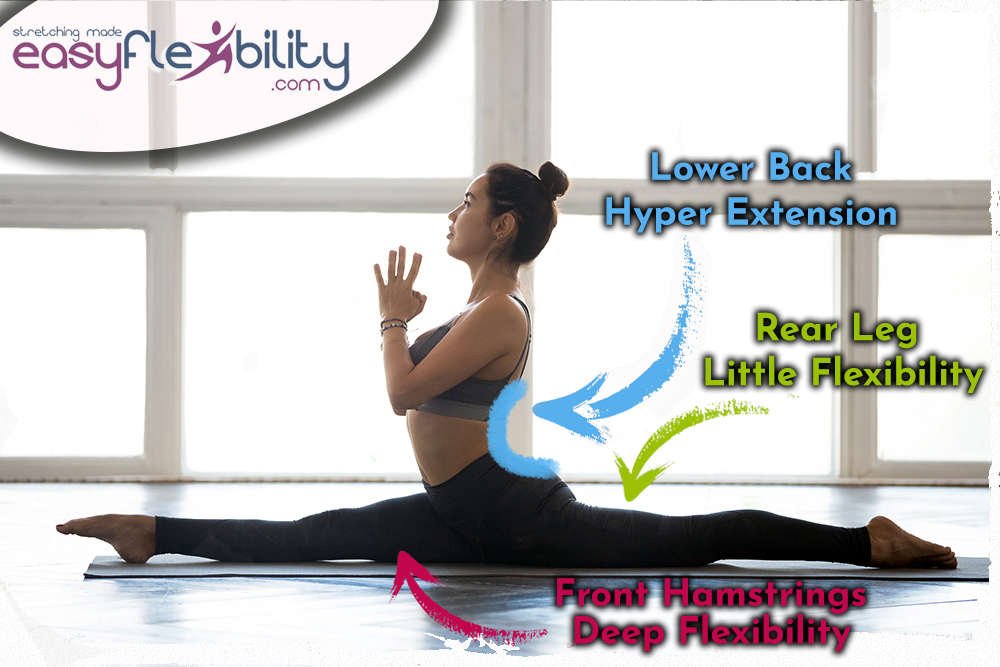 stretching made
easyflexibility
.com
Lower Back
Hyper Extension
Rear Leg
Little Flexibility
Front Hamstrings
Deep Flexibility